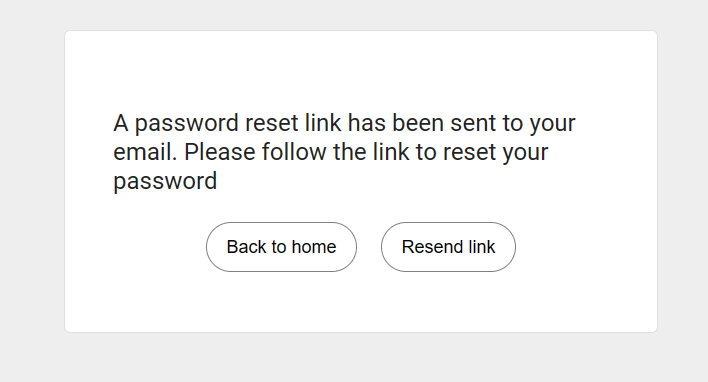 A password reset link has been sent to your
email. Please follow the link to reset your
password
Back to home
Resend link